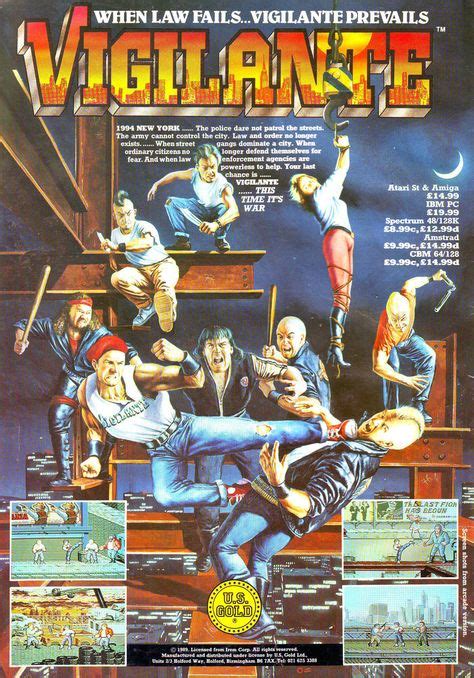 WHEN LAW FAILS...VIGILANTE PREVAILS
VIGILANTE
TM
1994 NEW YORK ...... The police dare not patrol the streets.
The army cannot control the city. Law and order no longer
exists...... When street gangs dominate a city. When
ordinary citizens no longer defend themselves for
fear. And when law enforcement agencies are
powerless to help. Your last
chance is ......
VIGILANTE
...... THIS
TIME IT'S
WAR
Atari St & Amiga
£14.99
IBM PC
£19.99
Spectrum 48/128K
£8.99c, £12.99d
Amstrad
£9.99c, £14.99d
CBM 64/128
£9.99c, £14.99d
VIGILANTE
THE LAST FIGH
HAS BEGUN
Screen shots from arcade version.
U.S.
GOLD
© 1989. Licensed from Irem Corp. All rights reserved.
Manufactured and distributed under license by U.S. Gold Ltd.,
Units 2/3 Holford Way, Holford, Birmingham B6 7AX. Tel: 021 625 3388